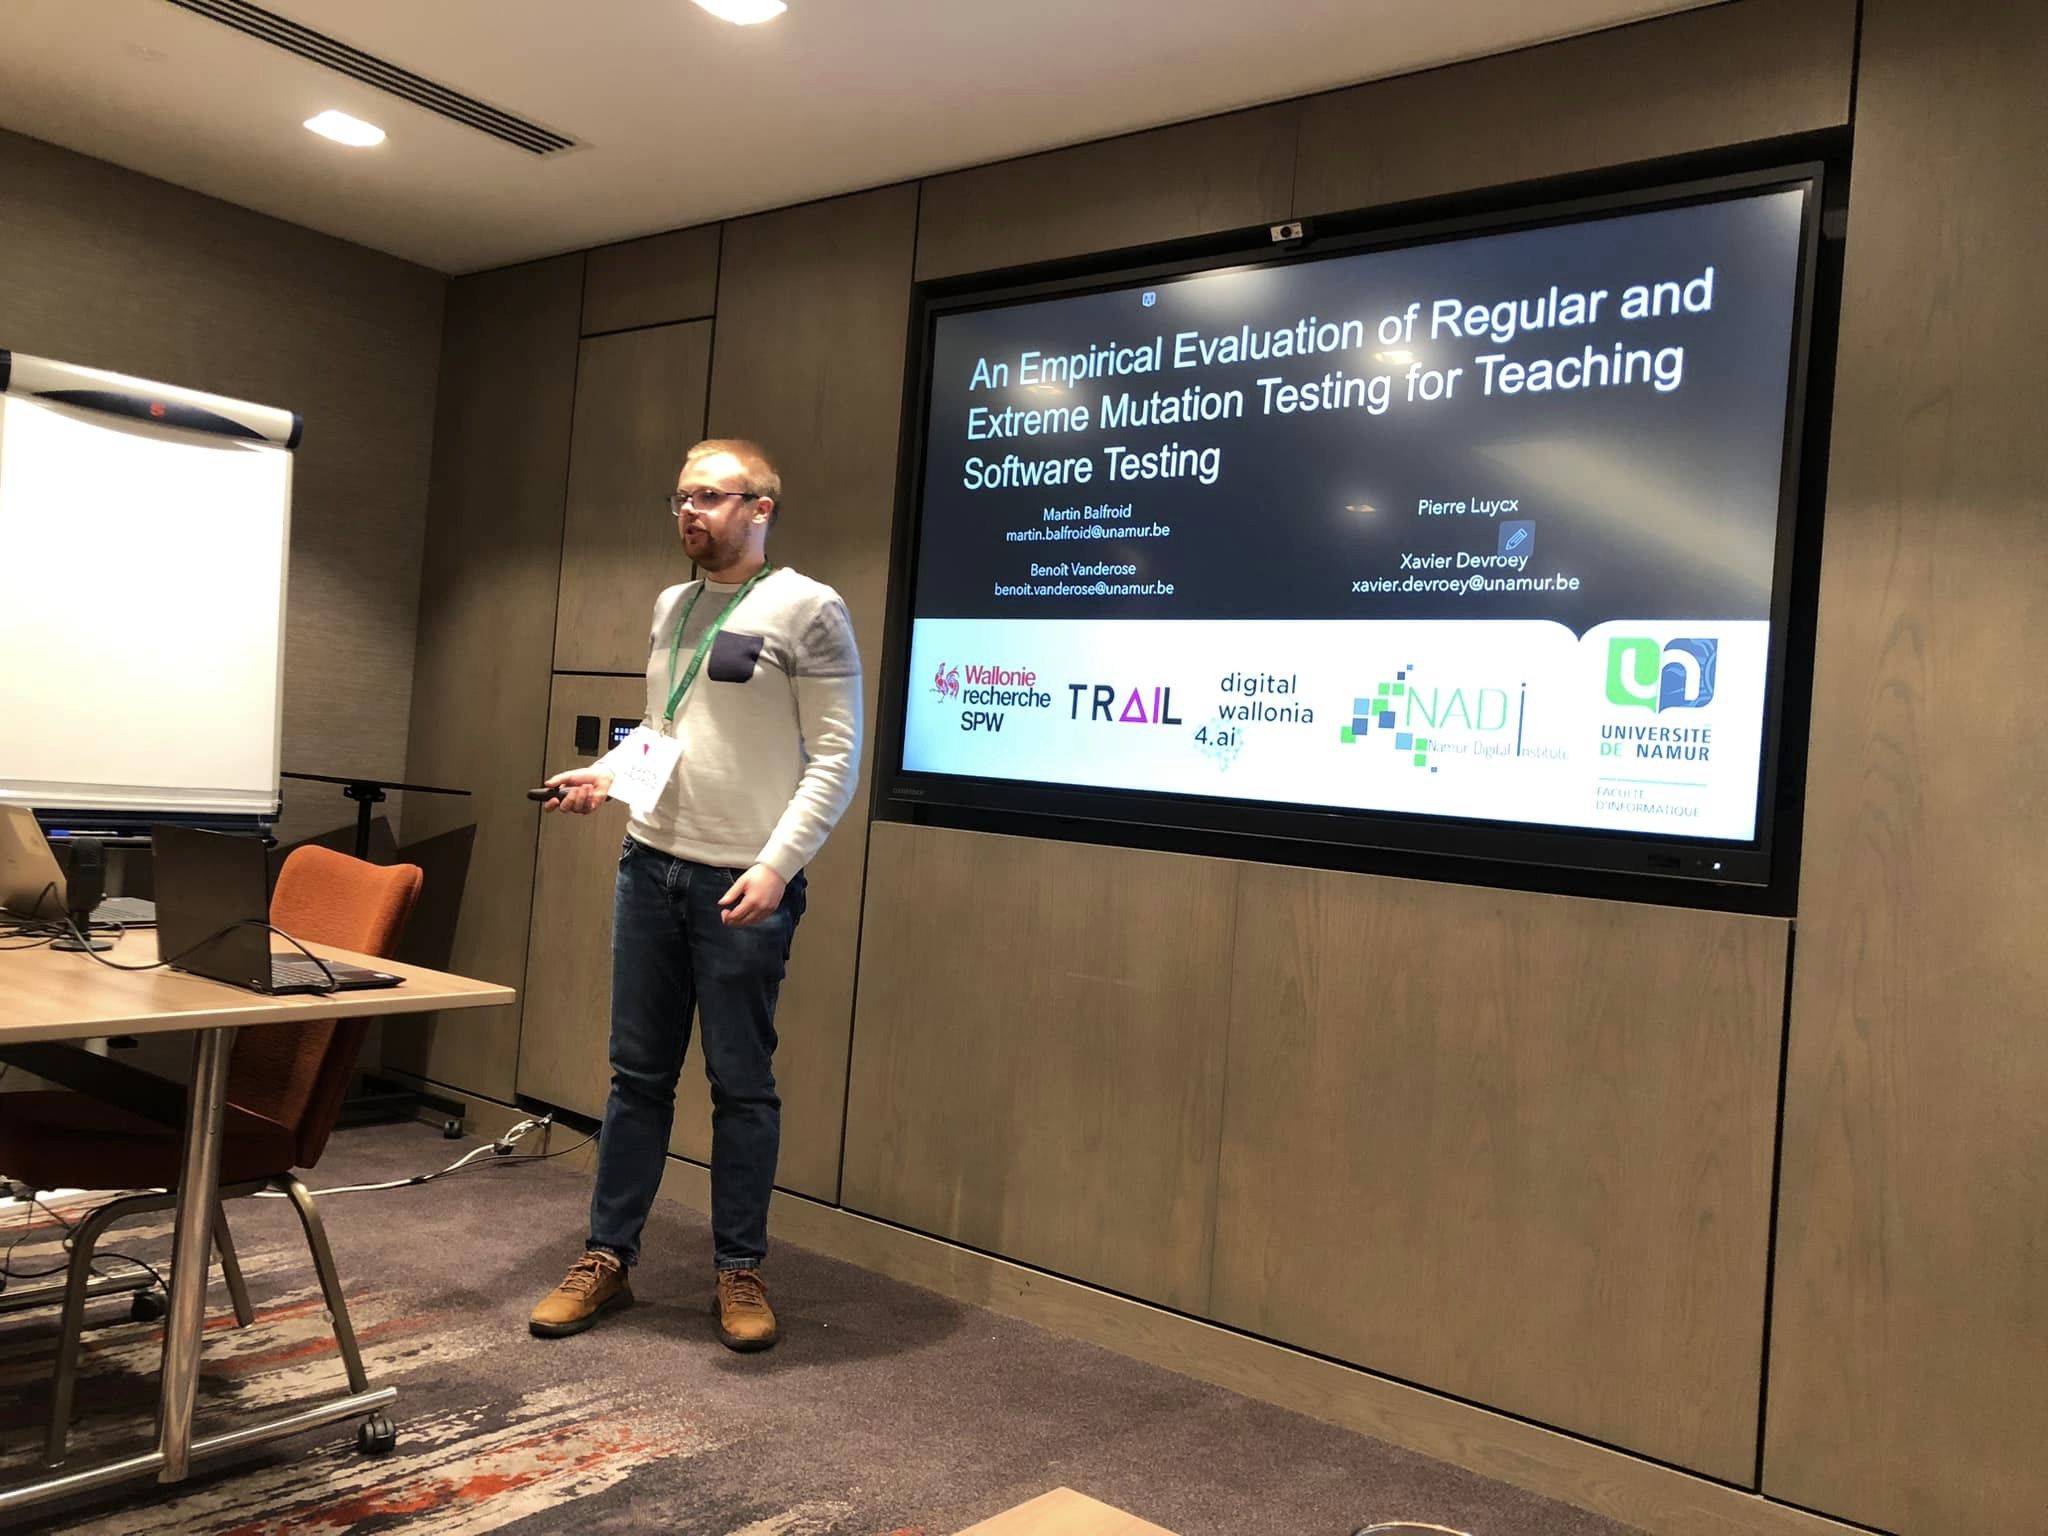 An Empirical Evaluation of Regular and
Extreme Mutation Testing for Teaching
Software Testing
Martin Balfroid
martin.balfroid@unamur.be
Benoît Vanderose
benoit.vanderose@unamur.be
Pierre Luycx
Xavier Devroey
xavier.devroey@unamur.be
Wallonie
recherche
SPW
TRAIL
digital
wallonia
4.ai
NADI
Namur Digital Institute
UNIVERSITÉ
DE NAMUR
FACULTÉ
D'INFORMATIQUE